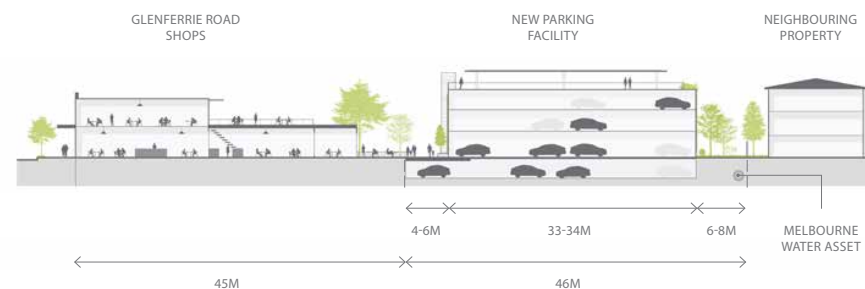 GLENFERRIE ROAD
SHOPS
NEW PARKING
FACILITY
NEIGHBOURING
PROPERTY
4-6M
33-34M
6-8M
MELBOURNE
WATER ASSET
45M
46M